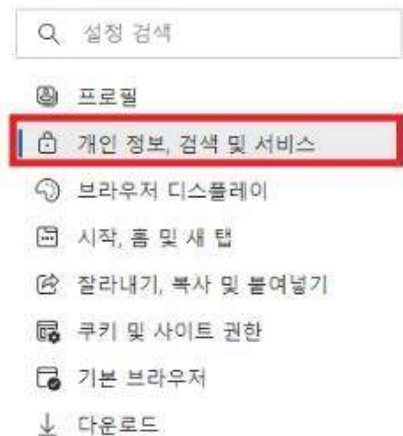 설정 검색
프로필
개인 정보, 검색 및 서비스
브라우저 디스플레이
시작, 홈 및 새 탭
잘라내기, 복사 및 붙여넣기
쿠키 및 사이트 권한
기본 브라우저
다운로드